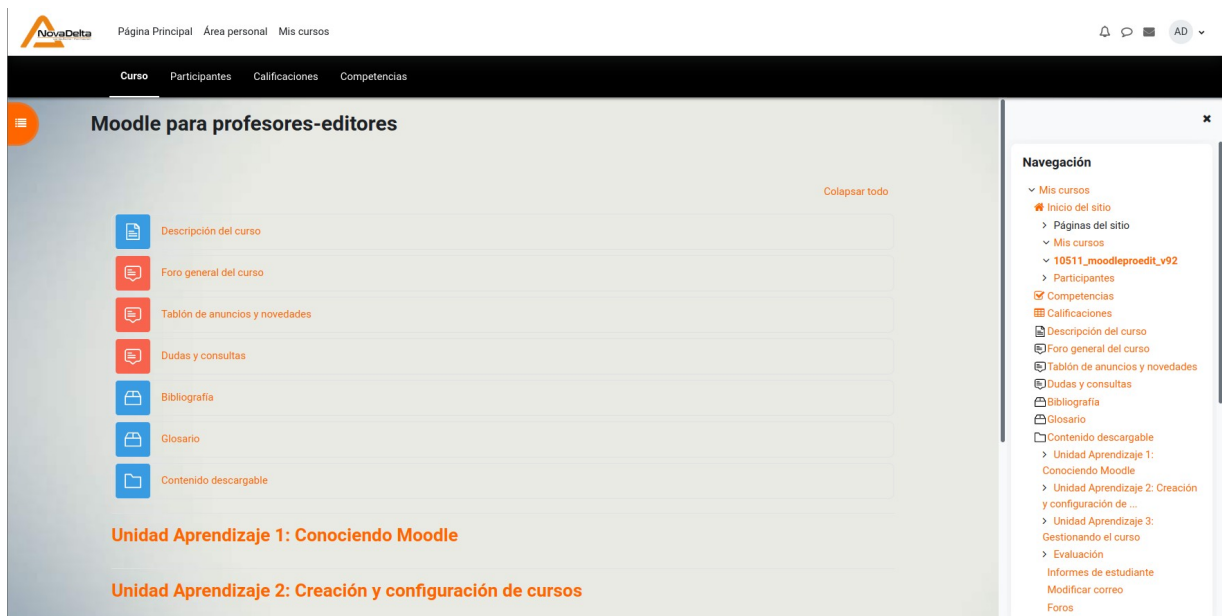 NovaDelta
Página Principal Área personal Mis cursos
AD
Curso Participantes Calificaciones Competencias
Moodle para profesores-editores
Colapsar todo
Descripción del curso
Foro general del curso
Tablón de anuncios y novedades
Dudas y consultas
Bibliografía
Glosario
Contenido descargable
Unidad Aprendizaje 1: Conociendo Moodle
Unidad Aprendizaje 2: Creación y configuración de cursos
Navegación
Mis cursos
Inicio del sitio
Páginas del sitio
Mis cursos
10511_moodleproedit_v92
Participantes
Competencias
Calificaciones
Descripción del curso
Foro general del curso
Tablón de anuncios y novedades
Dudas y consultas
Bibliografía
Glosario
Contenido descargable
Unidad Aprendizaje 1:
Conociendo Moodle
Unidad Aprendizaje 2: Creación
y configuración de ...
Unidad Aprendizaje 3:
Gestionando el curso
Evaluación
Informes de estudiante
Modificar correo
Foros